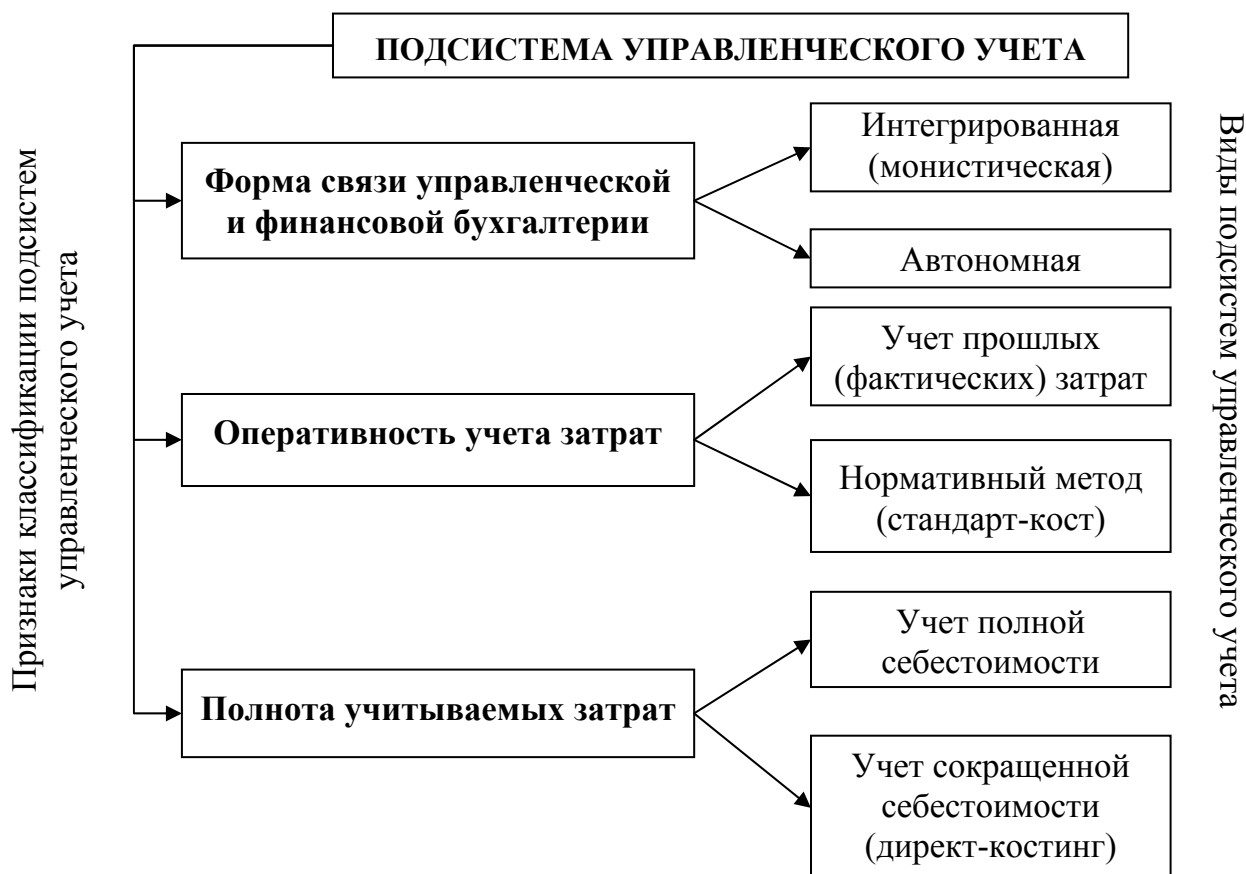 ПОДСИСТЕМА УПРАВЛЕНЧЕСКОГО УЧЕТА
Признаки классификации подсистем
управленческого учета
Форма связи управленческой
и финансовой бухгалтерии
Интегрированная
(монистическая)
Автономная
Оперативность учета затрат
Учет прошлых
(фактических) затрат
Нормативный метод
(стандарт-кост)
Полнота учитываемых затрат
Учет полной
себестоимости
Учет сокращенной
себестоимости
(директ-костинг)
Виды подсистем управленческого учета